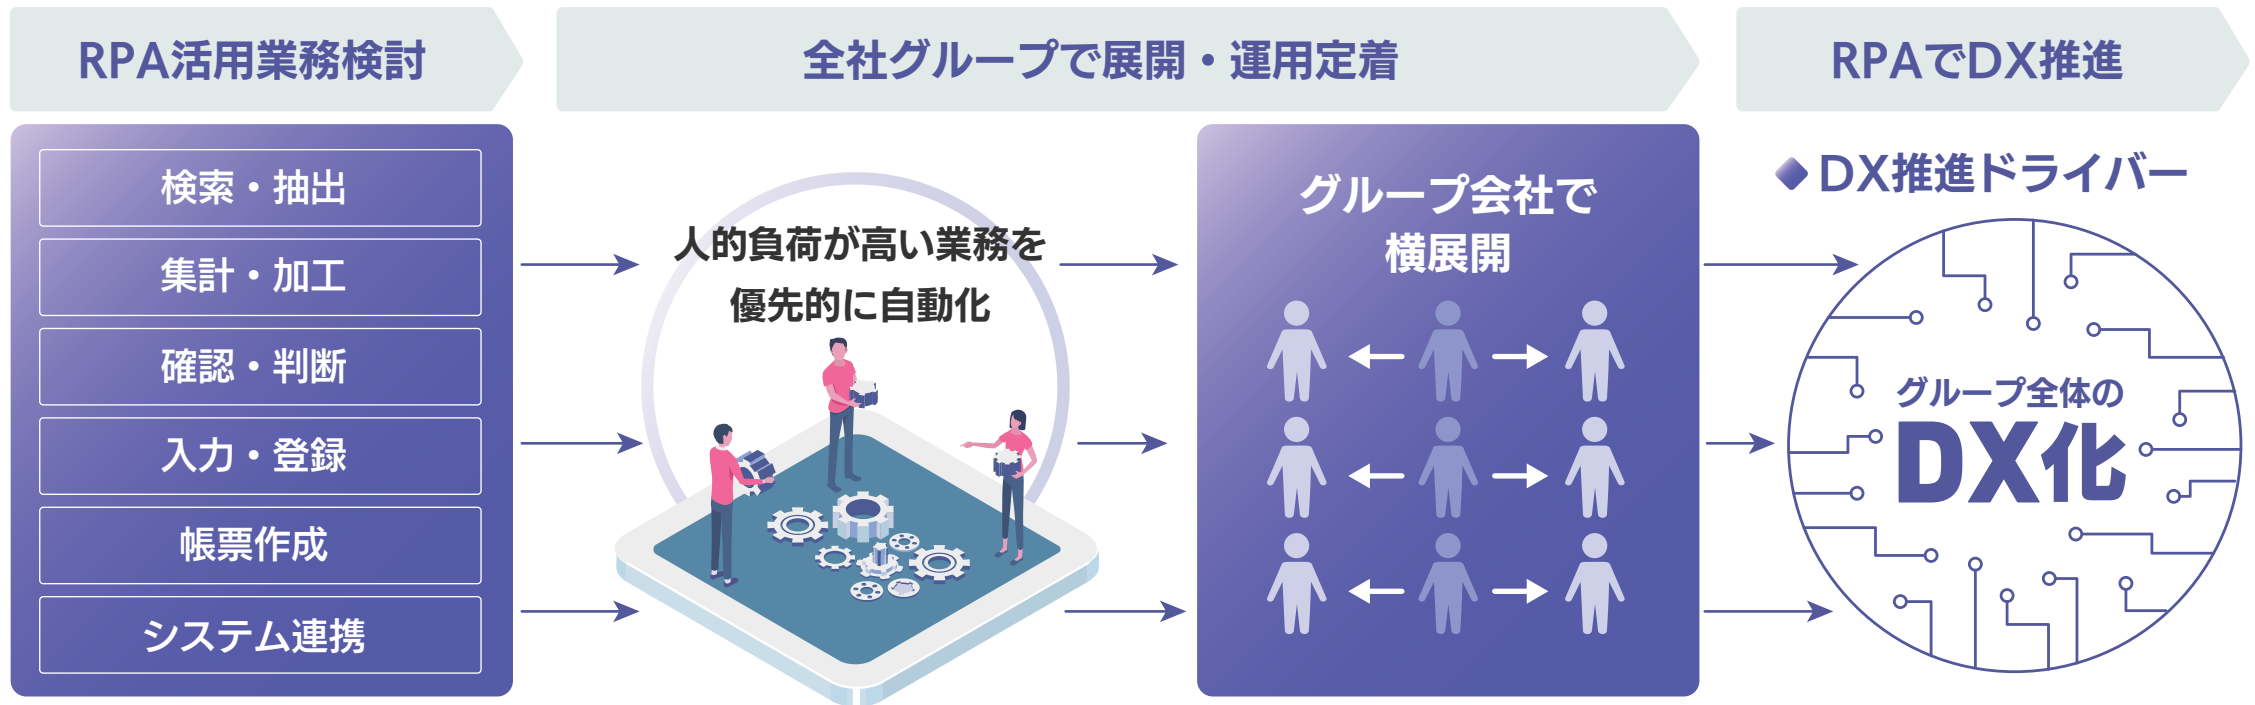 RPA活用業務検討
全社グループで展開・運用定着
RPAでDX推進
検索・抽出
集計・加工
確認・判断
入力・登録
帳票作成
システム連携
人的負荷が高い業務を
優先的に自動化
グループ会社で
横展開
DX推進ドライバー
グループ全体の
DX化